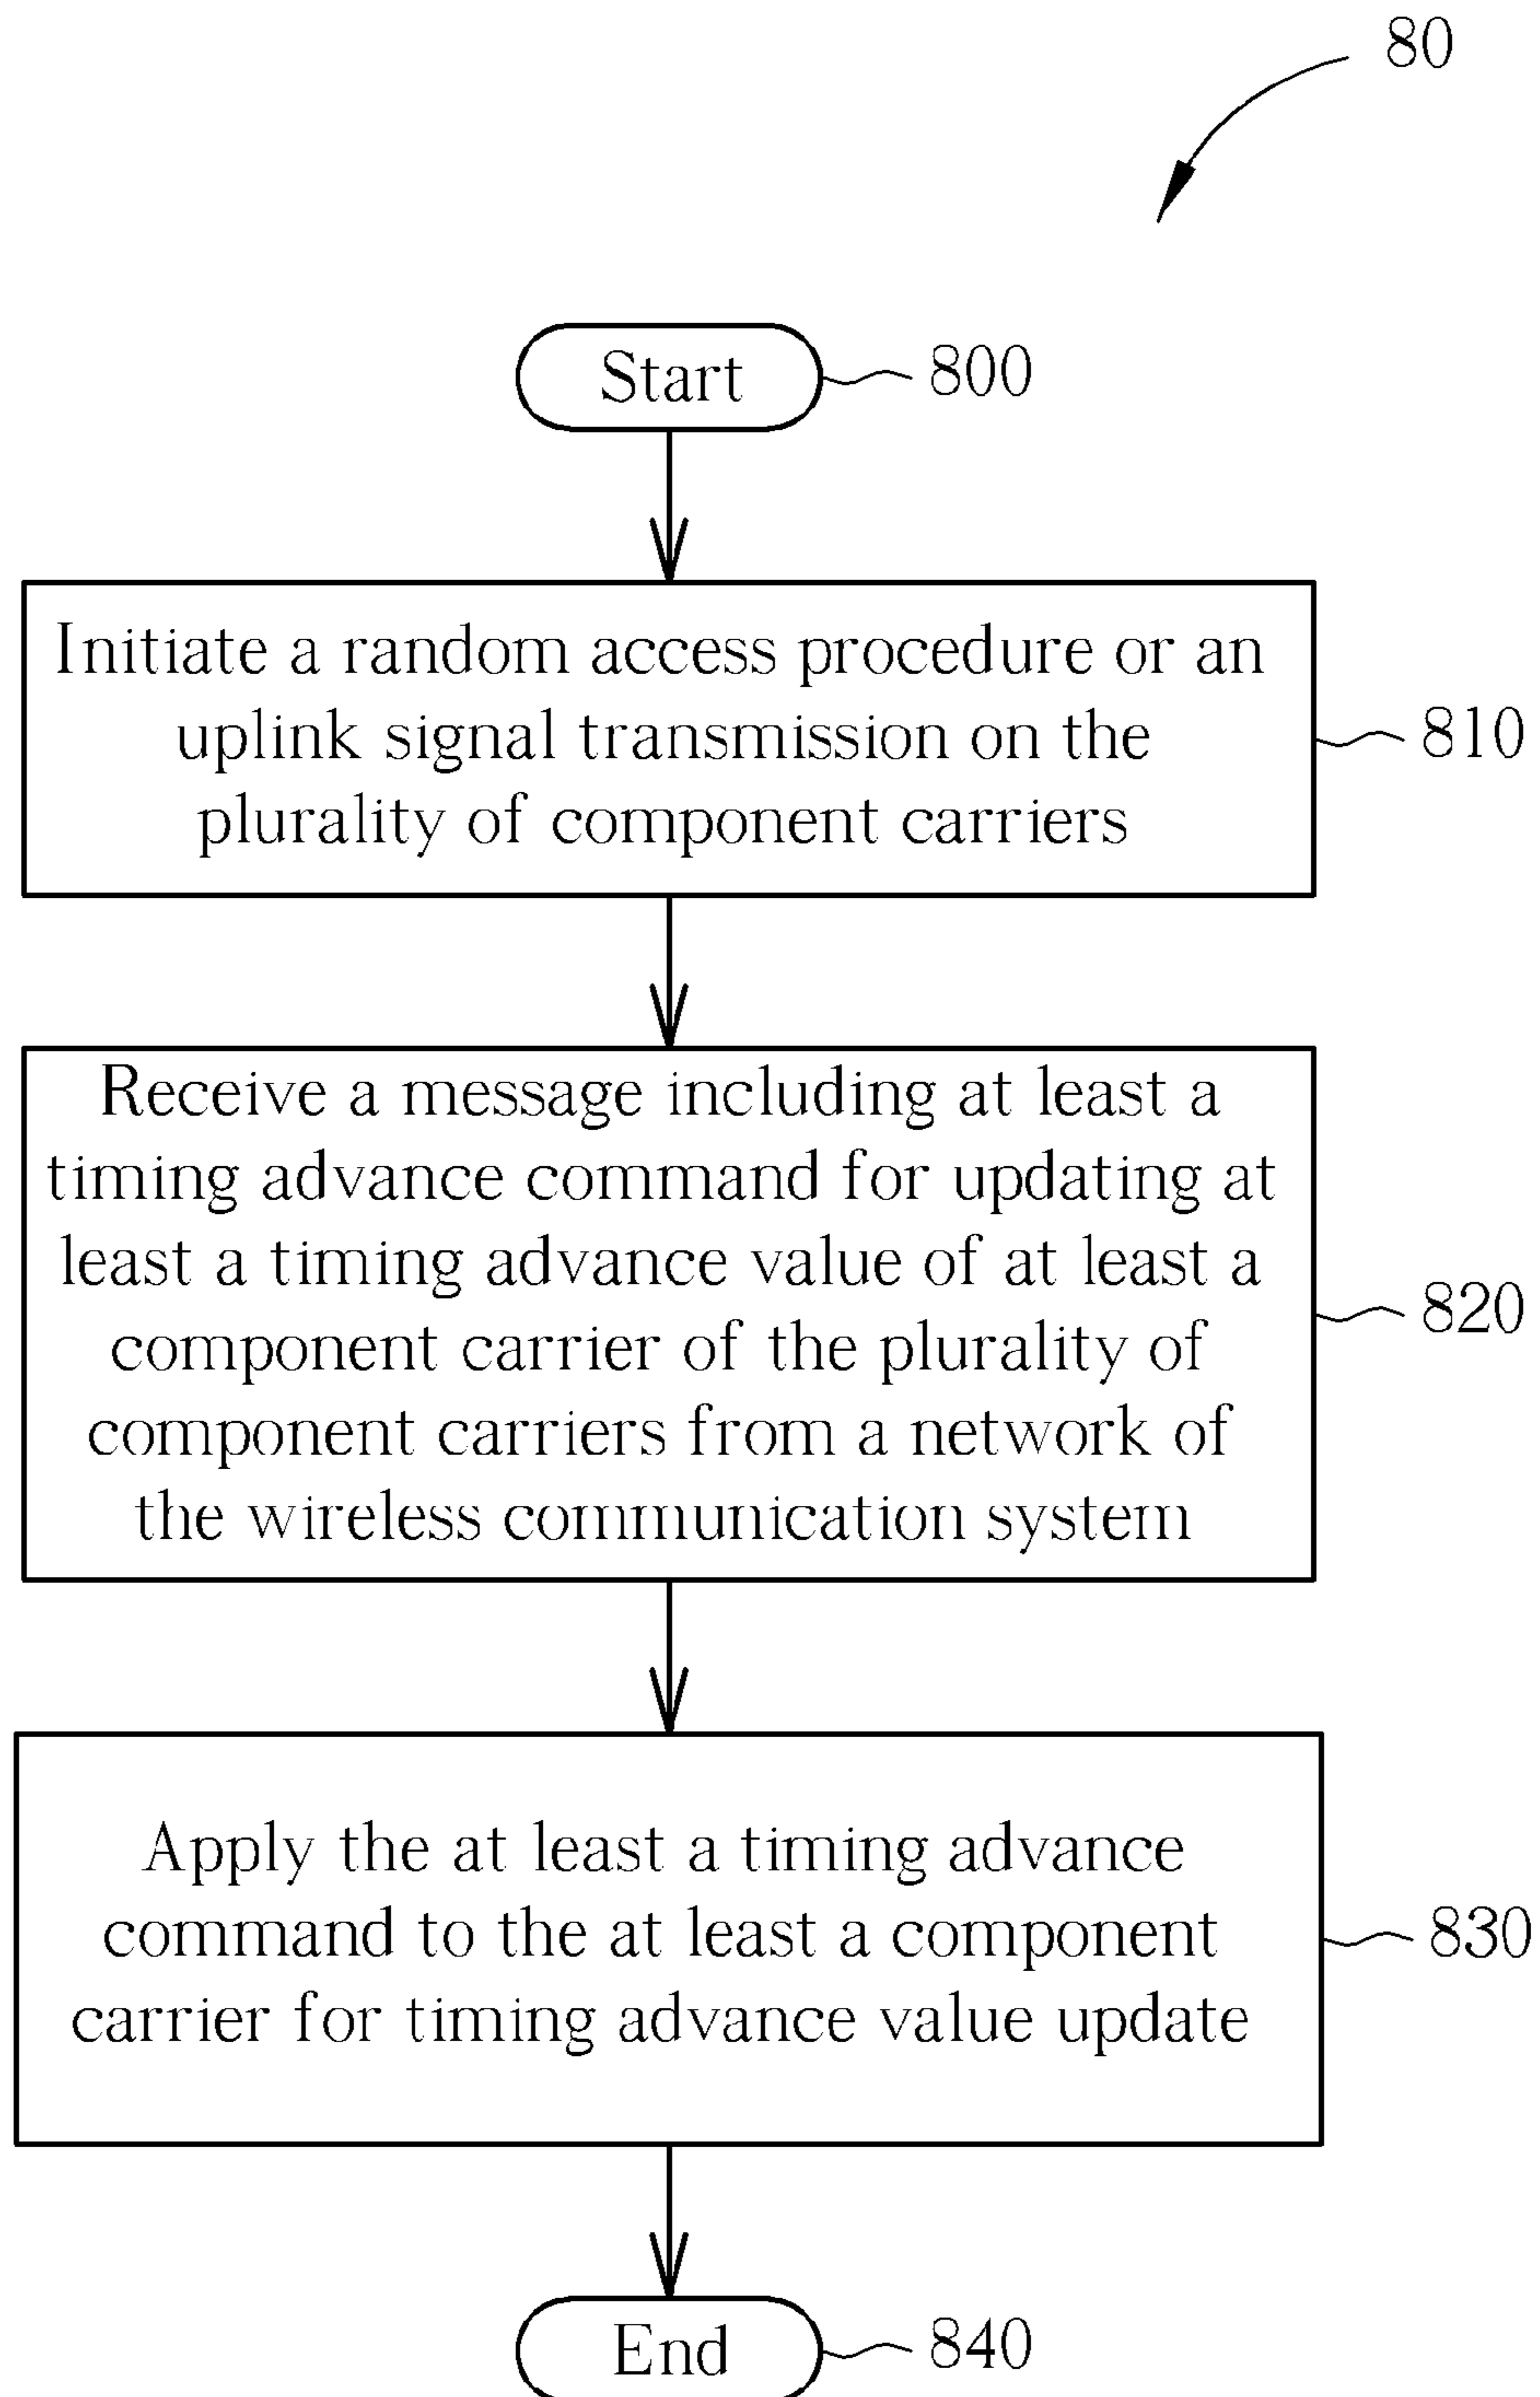 80
Start
800
Initiate a random access procedure or an
uplink signal transmission on the
plurality of component carriers
810
Receive a message including at least a
timing advance command for updating at
least a timing advance value of at least a
component carrier of the plurality of
component carriers from a network of
the wireless communication system
820
Apply the at least a timing advance
command to the at least a component
carrier for timing advance value update
830
End
840